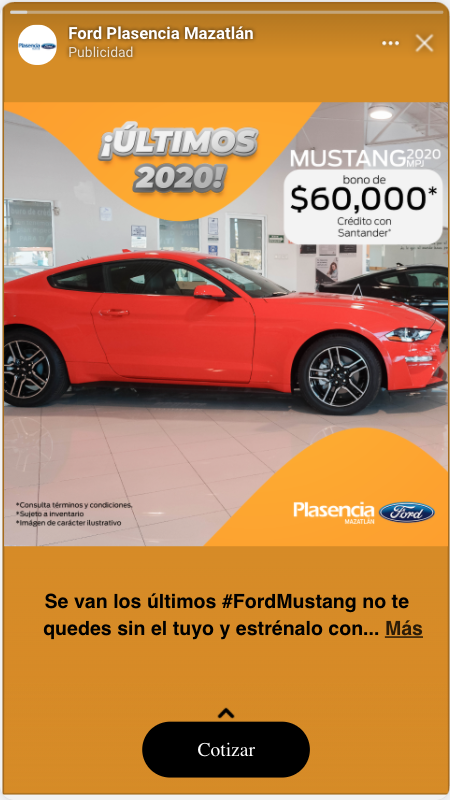 Ford Plasencia Mazatlán
Publicidad
¡ÚLTIMOS
2020!
MUSTANG 2020
MPJ
bono de
$60,000*
Crédito con
Santander*
*Consulta términos y condiciones.
*Sujeto a inventario
*Imágen de carácter ilustrativo
Plasencia
MAZATLÁN
Ford
Se van los últimos #FordMustang no te
quedes sin el tuyo y estrénalo con... Más
Cotizar